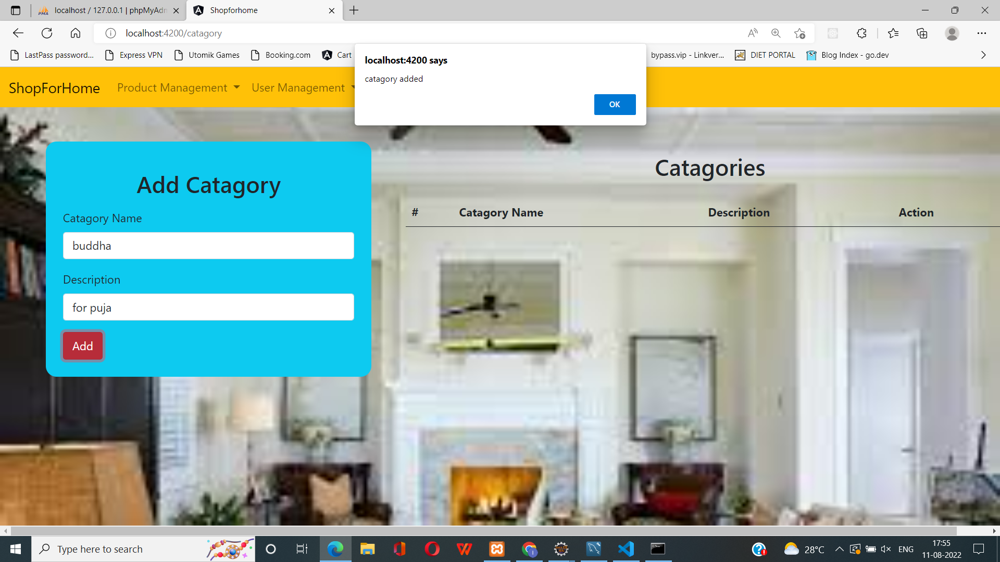 localhost / 127.0.0.1 | phpMyAdm
Shopforhome
localhost:4200/catagory
LastPass password...
Express VPN
Utomik Games
Booking.com
Cart
bypass.vip - Linkver...
DIET PORTAL
Blog Index - go.dev
localhost:4200 says
catagory added
OK
ShopForHome
Product Management
User Management
Add Catagory
Catagory Name
buddha
Description
for puja
Add
Catagories
# Catagory Name Description Action
Type here to search
28°C
ENG
17:55
11-08-2022